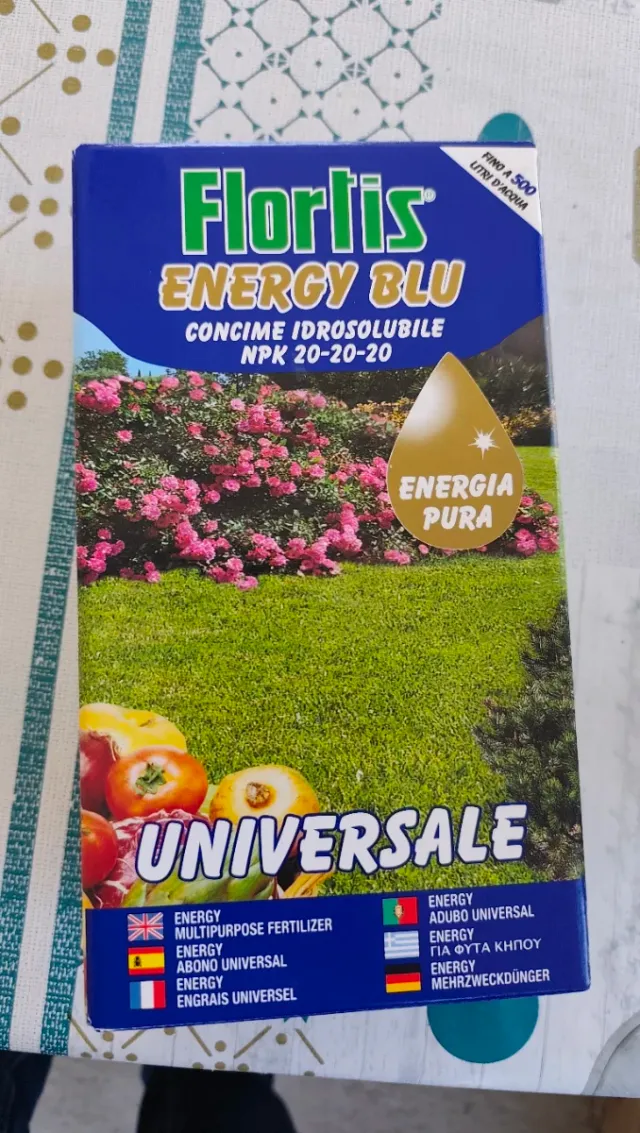 FINO A 500
LITRI D'ACQUA
Flortis®
ENERGY BLU
CONCIME IDROSOLUBILE
NPK 20-20-20
ENERGIA
PURA
UNIVERSALE
ENERGY
MULTIPURPOSE FERTILIZER
ENERGY
ABONO UNIVERSAL
ENERGY
ENGRAIS UNIVERSEL
ENERGY
ADUBO UNIVERSAL
ENERGY
ΓΙΑ ΦΥΤΑ ΚΗΠΟΥ
ENERGY
MEHRZWECKDÜNGER